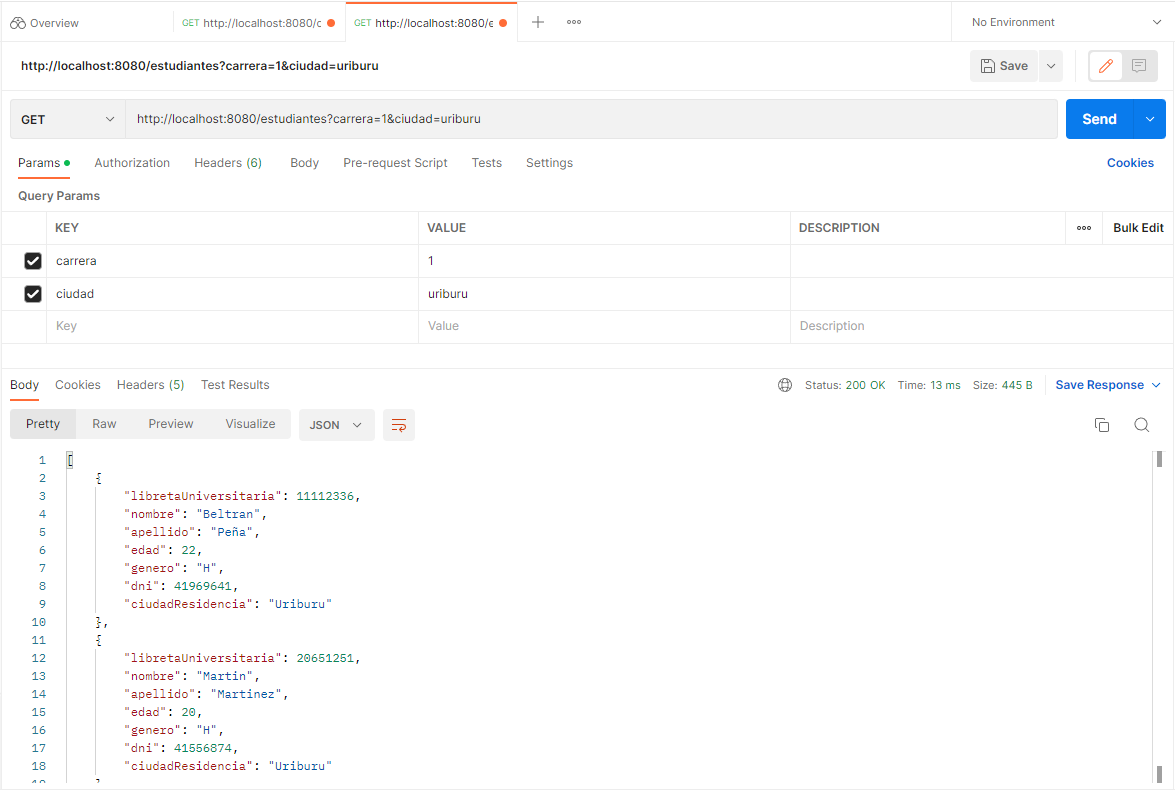 Overview
GET http://localhost:8080/c
GET http://localhost:8080/e
No Environment
http://localhost:8080/estudiantes?carrera=1&ciudad=uriburu
Save
GET
http://localhost:8080/estudiantes?carrera=1&ciudad=uriburu
Send
Params Authorization Headers (6) Body Pre-request Script Tests Settings Cookies
Query Params
KEY VALUE DESCRIPTION Bulk Edit
carrera 1
ciudad uriburu
Key Value Description
Body Cookies Headers (5) Test Results Status: 200 OK Time: 13 ms Size: 445 B Save Response
Pretty Raw Preview Visualize JSON
1 [
2 {
3 "libretaUniversitaria": 11112336,
4 "nombre": "Beltran",
5 "apellido": "Peña",
6 "edad": 22,
7 "genero": "H",
8 "dni": 41969641,
9 "ciudadResidencia": "Uriburu"
10 },
11 {
12 "libretaUniversitaria": 20651251,
13 "nombre": "Martin",
14 "apellido": "Martinez",
15 "edad": 20,
16 "genero": "H",
17 "dni": 41556874,
18 "ciudadResidencia": "Uriburu"